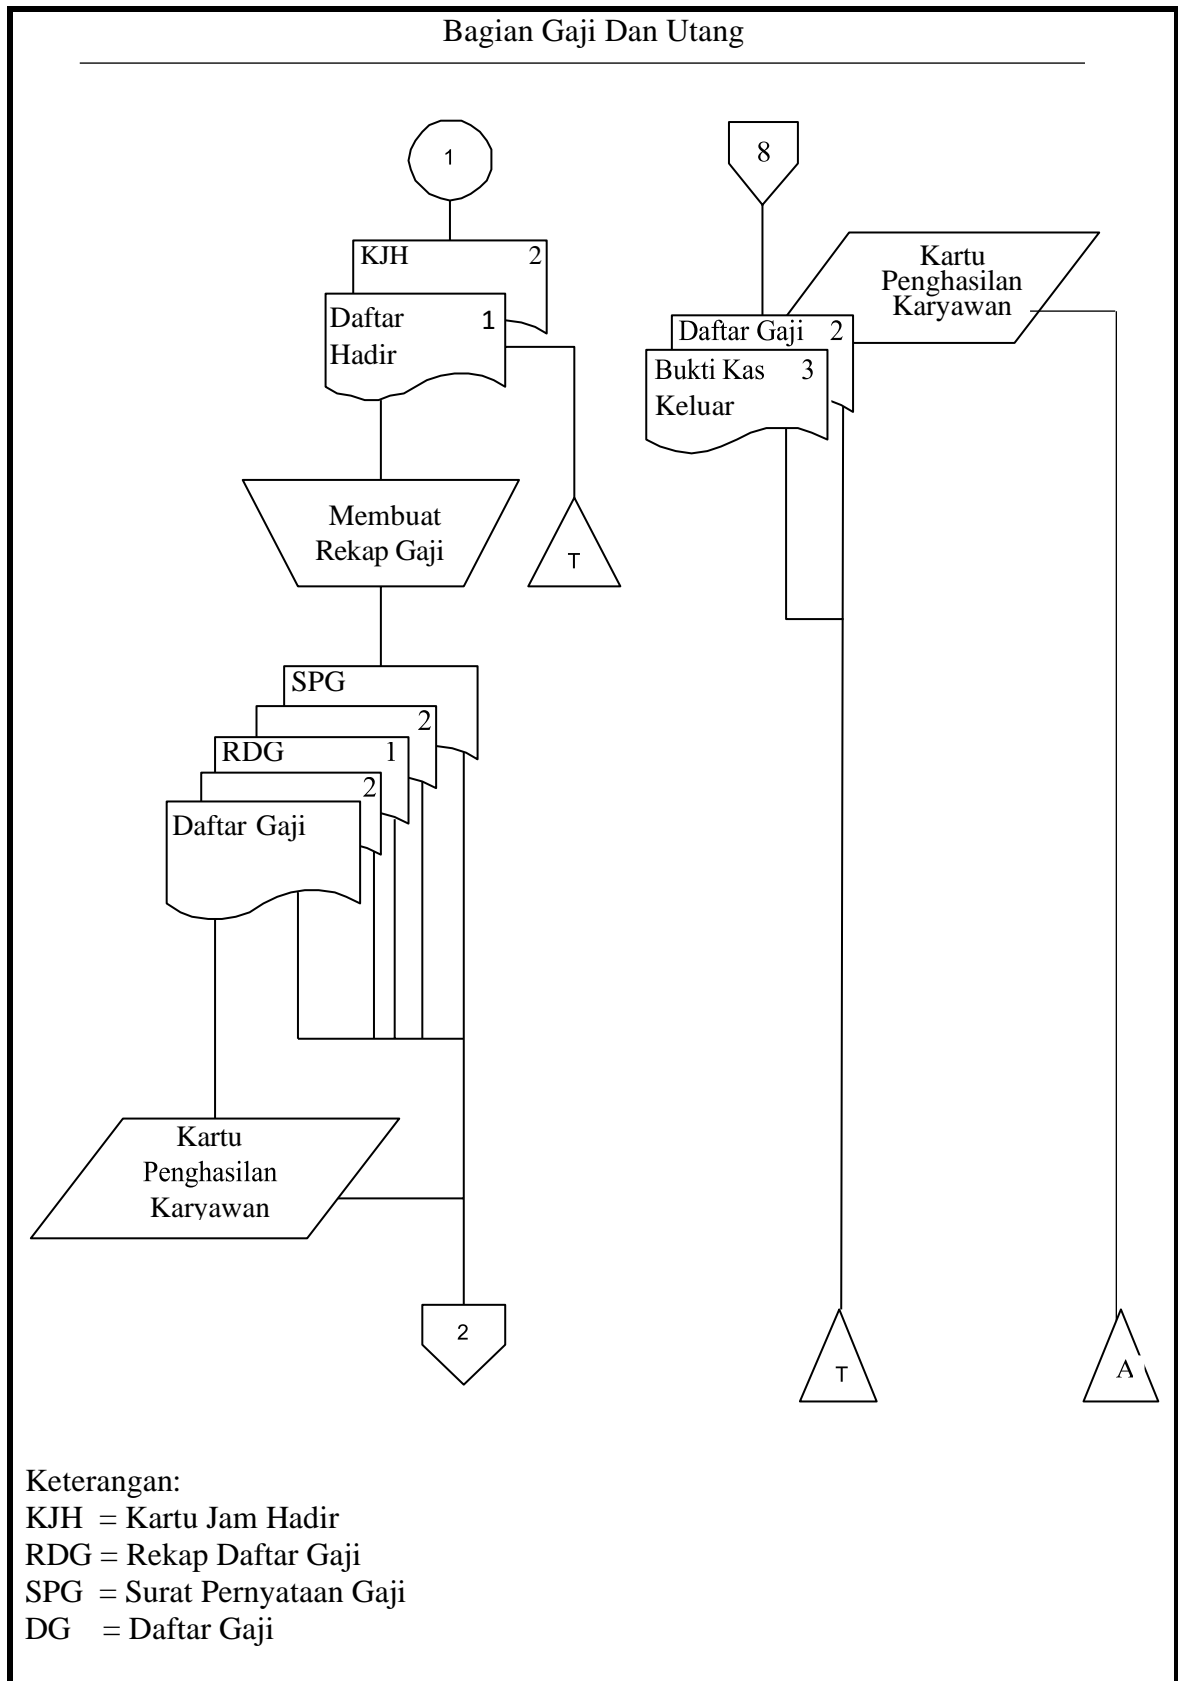 Bagian Gaji Dan Utang
1
KJH 2
Daftar 1
Hadir
Membuat
Rekap Gaji
T
SPG
2
RDG 1
2
Daftar Gaji
Kartu
Penghasilan
Karyawan
2
8
Kartu
Penghasilan
Karyawan
Daftar Gaji 2
Bukti Kas 3
Keluar
T
A
Keterangan:
KJH = Kartu Jam Hadir
RDG = Rekap Daftar Gaji
SPG = Surat Pernyataan Gaji
DG = Daftar Gaji